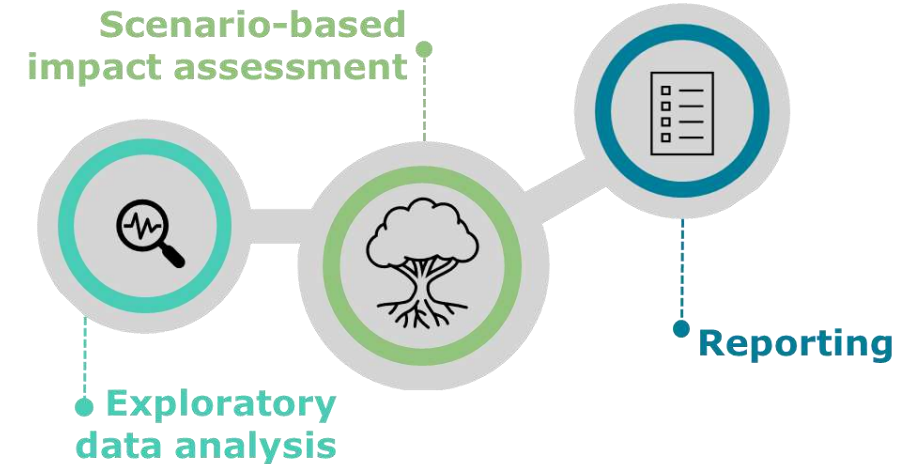 Scenario-based
impact assessment
Reporting
Exploratory
data analysis